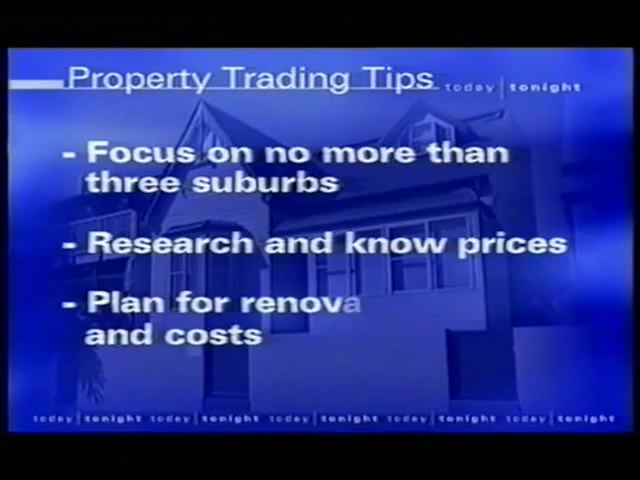 Property Trading Tips today | tonight
- Focus on no more than
three suburbs
- Research and know prices
- Plan for renova
and costs
today | tonight today | tonight today | tonight today | tonight today | tonight